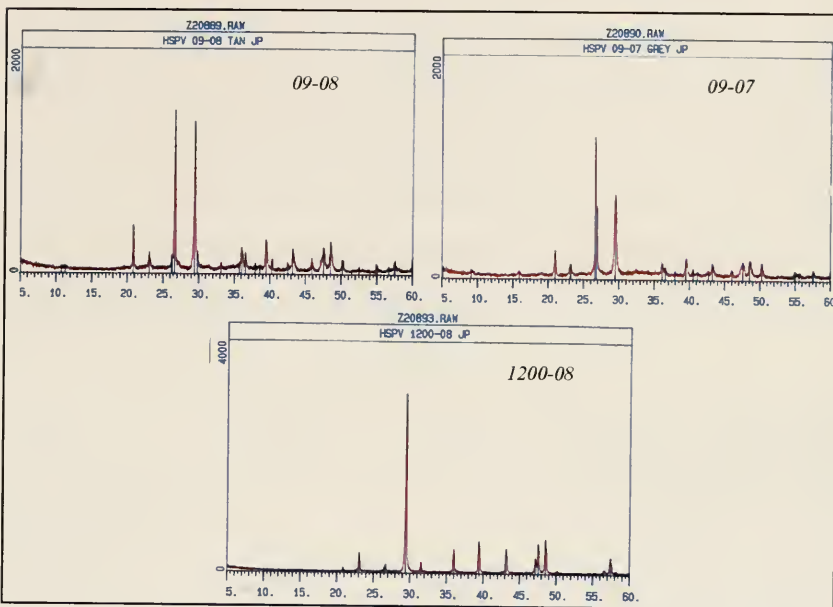 Z20889.RAW
HSPV 09-08 TAN JP
2000
09-08
0
5. 10. 15. 20. 25. 30. 35. 40. 45. 50. 55. 60.
Z20890.RAW
HSPV 09-07 GREY JP
2000
09-07
0
5. 10. 15. 20. 25. 30. 35. 40. 45. 50. 55. 60
Z20893.RAW
HSPV 1200-08 JP
4000
1200-08
0
5. 10. 15. 20. 25. 30. 35. 40. 45. 50. 55. 60.